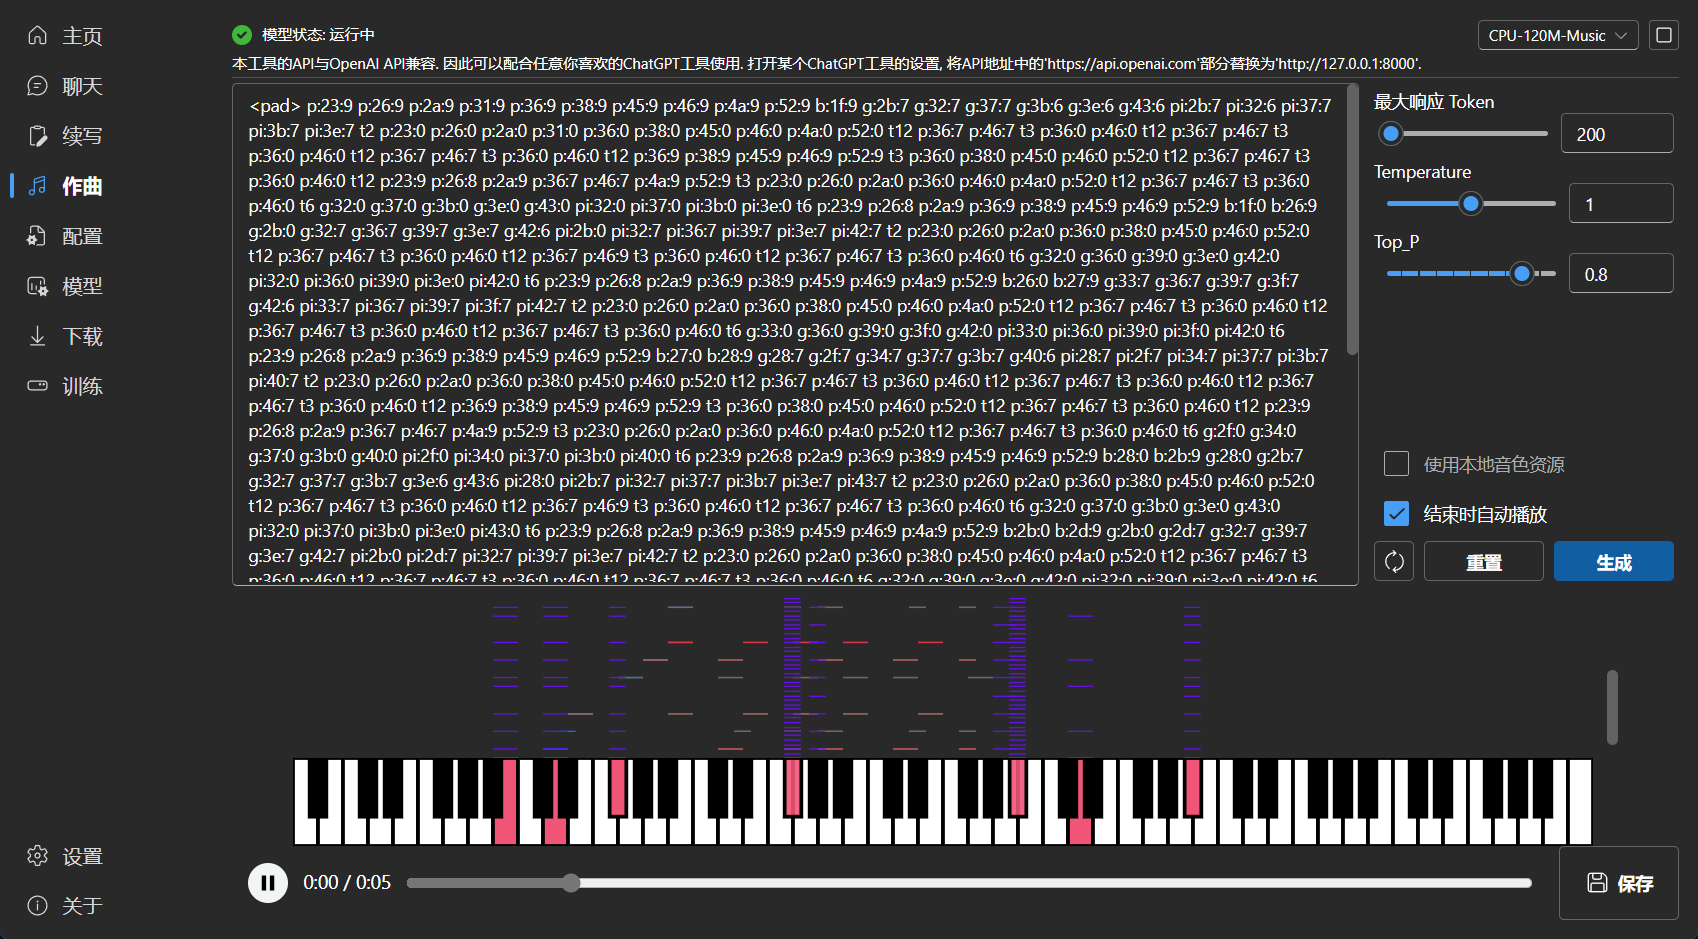 主页
聊天
续写
作曲
配置
模型
下载
训练
设置
关于
模型状态: 运行中
CPU-120M-Music
本工具的API与OpenAI API兼容. 因此可以配合任意你喜欢的ChatGPT工具使用. 打开某个ChatGPT工具的设置, 将API地址中的'https://api.openai.com'部分替换为'http://127.0.0.1:8000'.
<pad> p:23:9 p:26:9 p:2a:9 p:31:9 p:36:9 p:38:9 p:45:9 p:46:9 p:4a:9 p:52:9 b:1f:9 g:2b:7 g:32:7 g:37:7 g:3b:6 g:3e:6 g:43:6 pi:2b:7 pi:32:6 pi:37:7
pi:3b:7 pi:3e:7 t2 p:23:0 p:26:0 p:2a:0 p:31:0 p:36:0 p:38:0 p:45:0 p:46:0 p:4a:0 p:52:0 t12 p:36:7 p:46:7 t3 p:36:0 p:46:0 t12 p:36:7 p:46:7 t3
p:36:0 p:46:0 t12 p:36:7 p:46:7 t3 p:36:0 p:46:0 t12 p:36:9 p:38:9 p:45:9 p:46:9 p:52:9 t3 p:36:0 p:38:0 p:45:0 p:46:0 p:52:0 t12 p:36:7 p:46:7 t3
p:36:0 p:46:0 t12 p:23:9 p:26:8 p:2a:9 p:36:7 p:46:7 p:4a:9 p:52:9 t3 p:23:0 p:26:0 p:2a:0 p:36:0 p:46:0 p:4a:0 p:52:0 t12 p:36:7 p:46:7 t3 p:36:0
p:46:0 t6 g:32:0 g:37:0 g:3b:0 g:3e:0 g:43:0 pi:32:0 pi:37:0 pi:3b:0 pi:3e:0 t6 p:23:9 p:26:8 p:2a:9 p:36:9 p:38:9 p:45:9 p:46:9 p:52:9 b:1f:0 b:26:9
g:2b:0 g:32:7 g:36:7 g:39:7 g:3e:7 g:42:6 pi:2b:0 pi:32:7 pi:36:7 pi:39:7 pi:3e:7 pi:42:7 t2 p:23:0 p:26:0 p:2a:0 p:36:0 p:38:0 p:45:0 p:46:0 p:52:0
t12 p:36:7 p:46:7 t3 p:36:0 p:46:0 t12 p:36:7 p:46:9 t3 p:36:0 p:46:0 t12 p:36:7 p:46:7 t3 p:36:0 p:46:0 t6 g:32:0 g:36:0 g:39:0 g:3e:0 g:42:0
pi:32:0 pi:36:0 pi:39:0 pi:3e:0 pi:42:0 t6 p:23:9 p:26:8 p:2a:9 p:36:9 p:38:9 p:45:9 p:46:9 p:4a:9 p:52:9 b:26:0 b:27:9 g:33:7 g:36:7 g:39:7 g:3f:7
g:42:6 pi:33:7 pi:36:7 pi:39:7 pi:3f:7 pi:42:7 t2 p:23:0 p:26:0 p:2a:0 p:36:0 p:38:0 p:45:0 p:46:0 p:4a:0 p:52:0 t12 p:36:7 p:46:7 t3 p:36:0 p:46:0 t12
p:36:7 p:46:7 t3 p:36:0 p:46:0 t12 p:36:7 p:46:7 t3 p:36:0 p:46:0 t6 g:33:0 g:36:0 g:39:0 g:3f:0 g:42:0 pi:33:0 pi:36:0 pi:39:0 pi:3f:0 pi:42:0 t6
p:23:9 p:26:8 p:2a:9 p:36:9 p:38:9 p:45:9 p:46:9 p:52:9 b:27:0 b:28:9 g:28:7 g:2f:7 g:34:7 g:37:7 g:3b:7 g:40:6 pi:28:7 pi:2f:7 pi:34:7 pi:37:7 pi:3b:7
pi:40:7 t2 p:23:0 p:26:0 p:2a:0 p:36:0 p:38:0 p:45:0 p:46:0 p:52:0 t12 p:36:7 p:46:7 t3 p:36:0 p:46:0 t12 p:36:7 p:46:7 t3 p:36:0 p:46:0 t12 p:36:7
p:46:7 t3 p:36:0 p:46:0 t12 p:36:9 p:38:9 p:45:9 p:46:9 p:52:9 t3 p:36:0 p:38:0 p:45:0 p:46:0 p:52:0 t12 p:36:7 p:46:7 t3 p:36:0 p:46:0 t12 p:23:9
p:26:8 p:2a:9 p:36:7 p:46:7 p:4a:9 p:52:9 t3 p:23:0 p:26:0 p:2a:0 p:36:0 p:46:0 p:4a:0 p:52:0 t12 p:36:7 p:46:7 t3 p:36:0 p:46:0 t6 g:2f:0 g:34:0
g:37:0 g:3b:0 g:40:0 pi:2f:0 pi:34:0 pi:37:0 pi:3b:0 pi:40:0 t6 p:23:9 p:26:8 p:2a:9 p:36:9 p:38:9 p:45:9 p:46:9 p:52:9 b:28:0 b:2b:9 g:28:0 g:2b:7
g:32:7 g:37:7 g:3b:7 g:3e:6 g:43:6 pi:28:0 pi:2b:7 pi:32:7 pi:37:7 pi:3b:7 pi:3e:7 pi:43:7 t2 p:23:0 p:26:0 p:2a:0 p:36:0 p:38:0 p:45:0 p:46:0 p:52:0
t12 p:36:7 p:46:7 t3 p:36:0 p:46:0 t12 p:36:7 p:46:9 t3 p:36:0 p:46:0 t12 p:36:7 p:46:7 t3 p:36:0 p:46:0 t6 g:32:0 g:37:0 g:3b:0 g:3e:0 g:43:0
pi:32:0 pi:37:0 pi:3b:0 pi:3e:0 pi:43:0 t6 p:23:9 p:26:8 p:2a:9 p:36:9 p:38:9 p:45:9 p:46:9 p:4a:9 p:52:9 b:2b:0 b:2d:9 g:2b:0 g:2d:7 g:32:7 g:39:7
g:3e:7 g:42:7 pi:2b:0 pi:2d:7 pi:32:7 pi:39:7 pi:3e:7 pi:42:7 t2 p:23:0 p:26:0 p:2a:0 p:36:0 p:38:0 p:45:0 p:46:0 p:4a:0 p:52:0 t12 p:36:7 p:46:7 t3
p:36:0 p:46:0 t12 p:36:7 p:46:7 t3 p:36:0 p:46:0 t12 p:36:7 p:46:7 t3 p:36:0 p:46:0 t6 g:32:0 g:39:0 g:3e:0 g:42:0 pi:32:0 pi:39:0 pi:3e:0 pi:42:0 t6
最大响应 Token
200
Temperature
1
Top_P
0.8
使用本地音色资源
结束时自动播放
重置
生成
0:00 / 0:05
保存